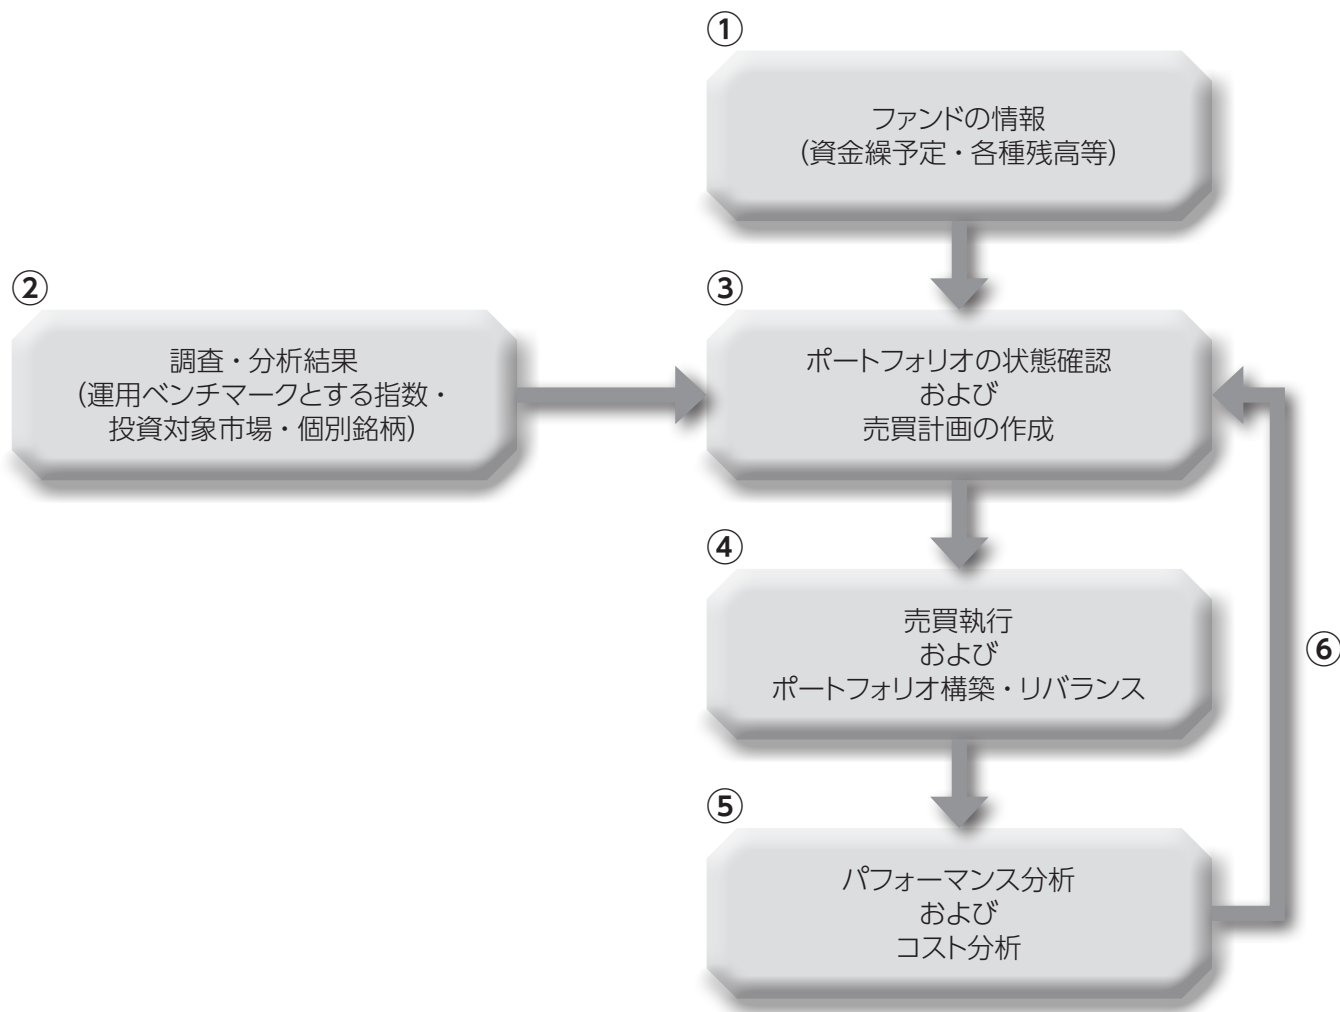 ①
ファンドの情報
(資金繰予定・各種残高等)
②
調査・分析結果
(運用ベンチマークとする指数・
投資対象市場・個別銘柄)
③
ポートフォリオの状態確認
および
売買計画の作成
④
売買執行
および
ポートフォリオ構築・リバランス
⑤
パフォーマンス分析
および
コスト分析
⑥